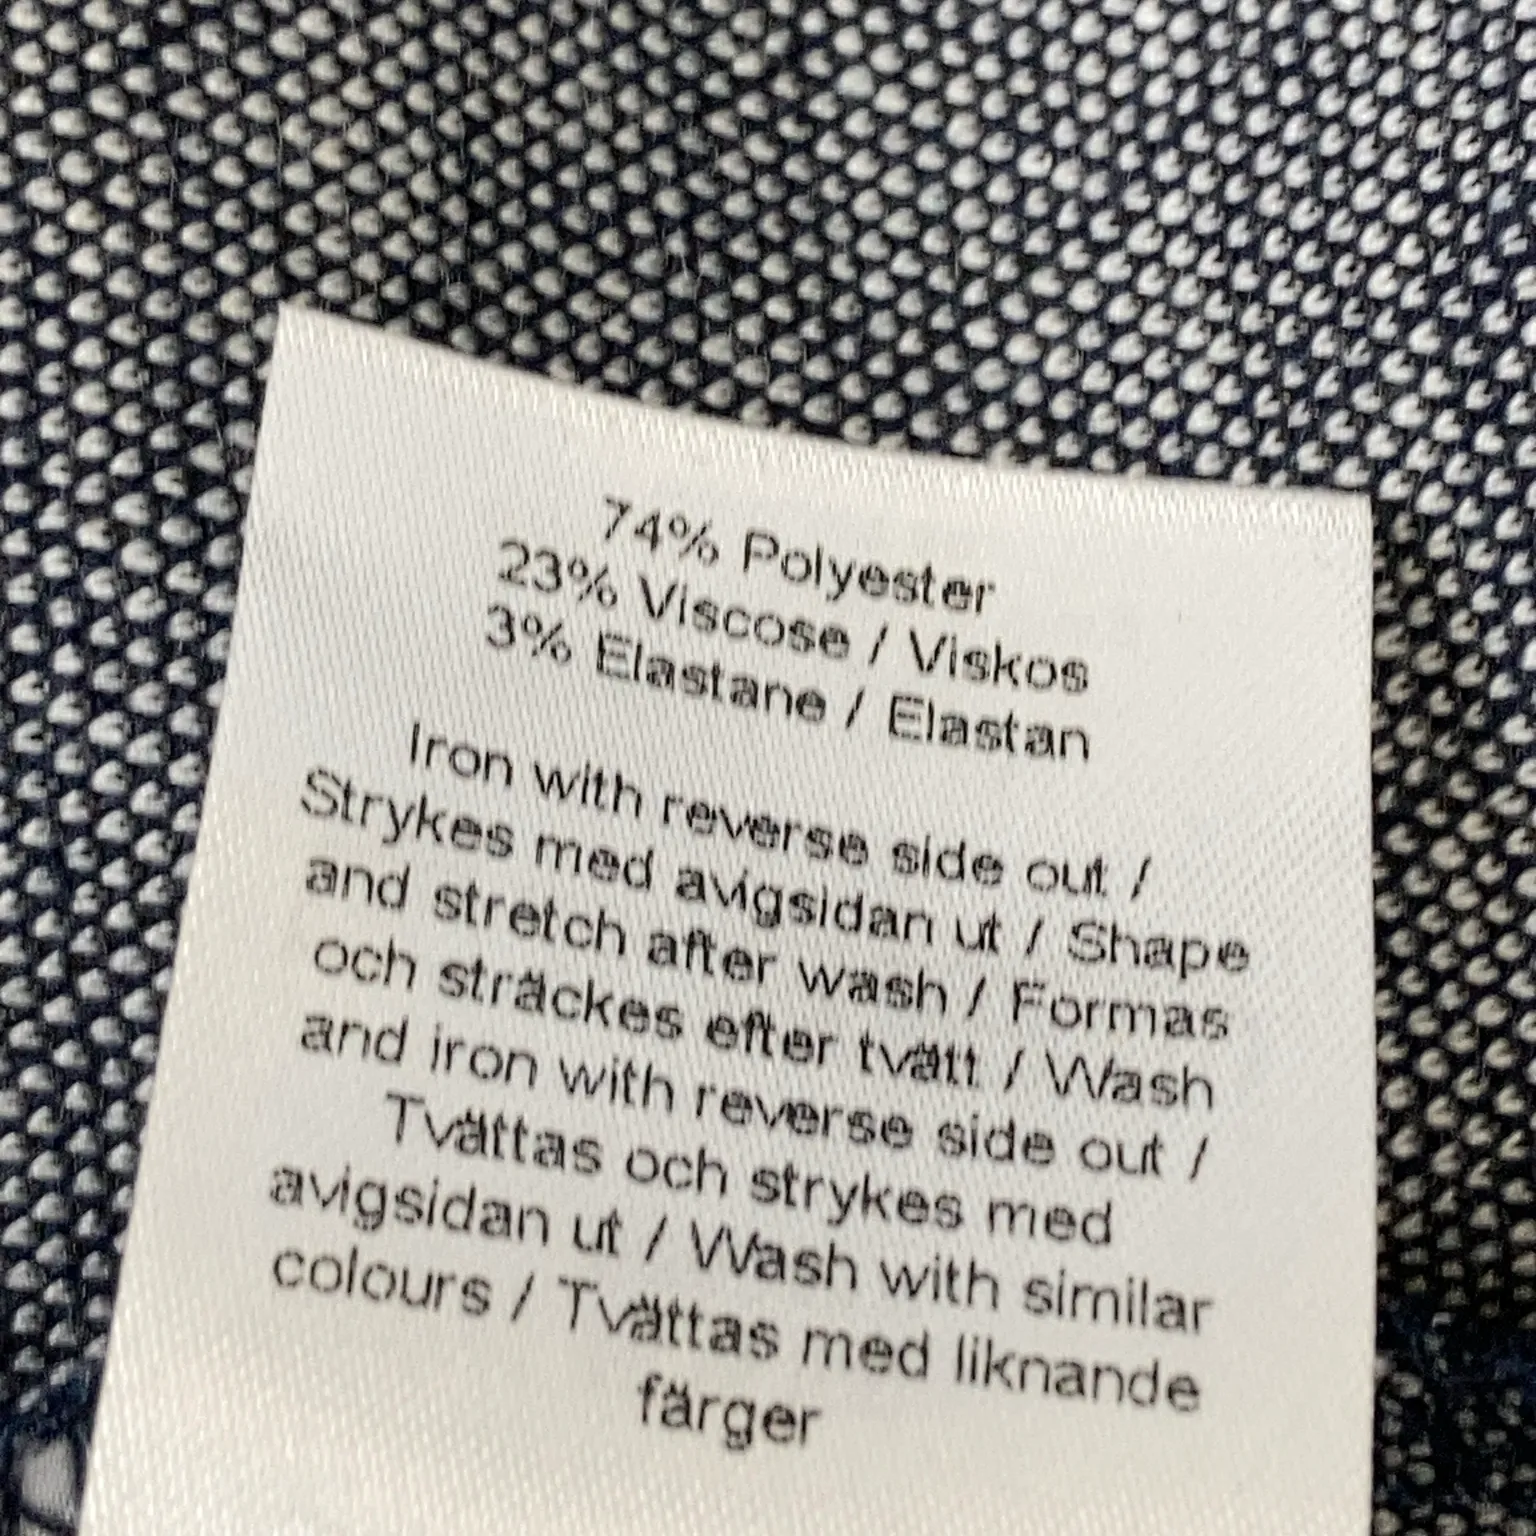 74% Polyester
23% Viscose / Viskos
3% Elastane / Elastan
Iron with reverse side out /
Strykes med avigsidan ut / Shape
and stretch after wash / Formas
och sträckes efter tvätt / Wash
and iron with reverse side out /
Tvättas och strykes med
avigsidan ut / Wash with similar
colours / Tvättas med liknande
färger